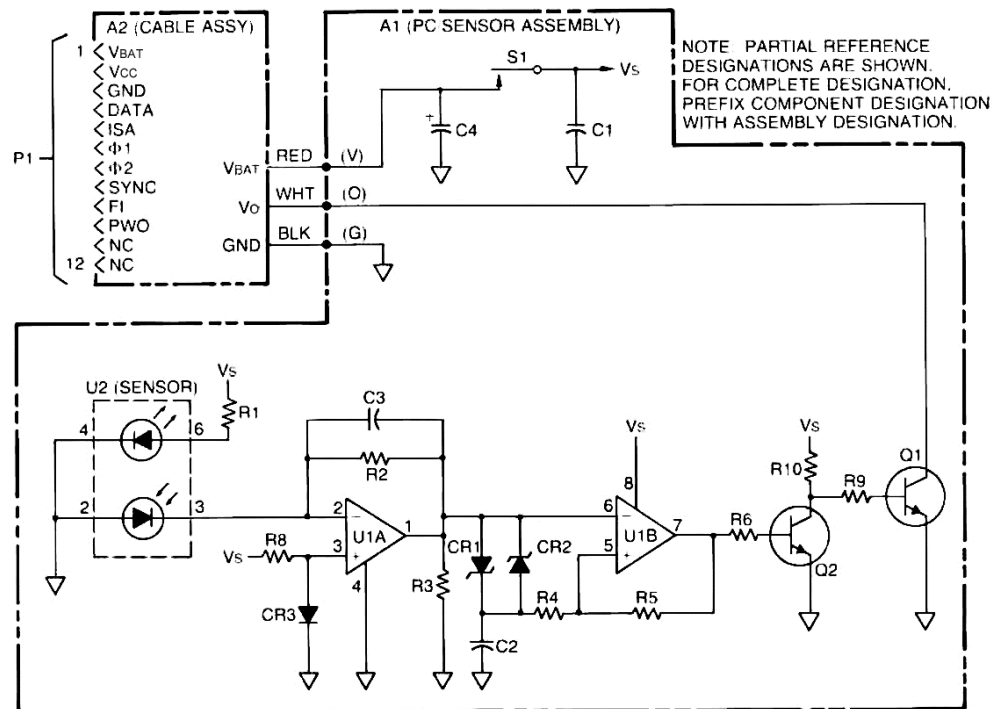 A2 (CABLE ASSY)
A1 (PC SENSOR ASSEMBLY)
NOTE: PARTIAL REFERENCE
DESIGNATIONS ARE SHOWN.
FOR COMPLETE DESIGNATION,
PREFIX COMPONENT DESIGNATION
WITH ASSEMBLY DESIGNATION.
P1
1
VBAT
VCC
GND
DATA
ISA
Φ1
Φ2
SYNC
FI
PWO
NC
12
NC
VBAT
RED
(V)
VO
WHT
(O)
GND
BLK
(G)
S1
VS
+
C4
C1
U2 (SENSOR)
VS
R1
4
6
2
3
C3
R2
2
−
U1A
1
3
+
4
VS
R8
CR3
R3
CR1
CR2
C2
R4
R5
VS
8
6
−
U1B
7
5
+
R6
VS
R10
Q2
R9
Q1